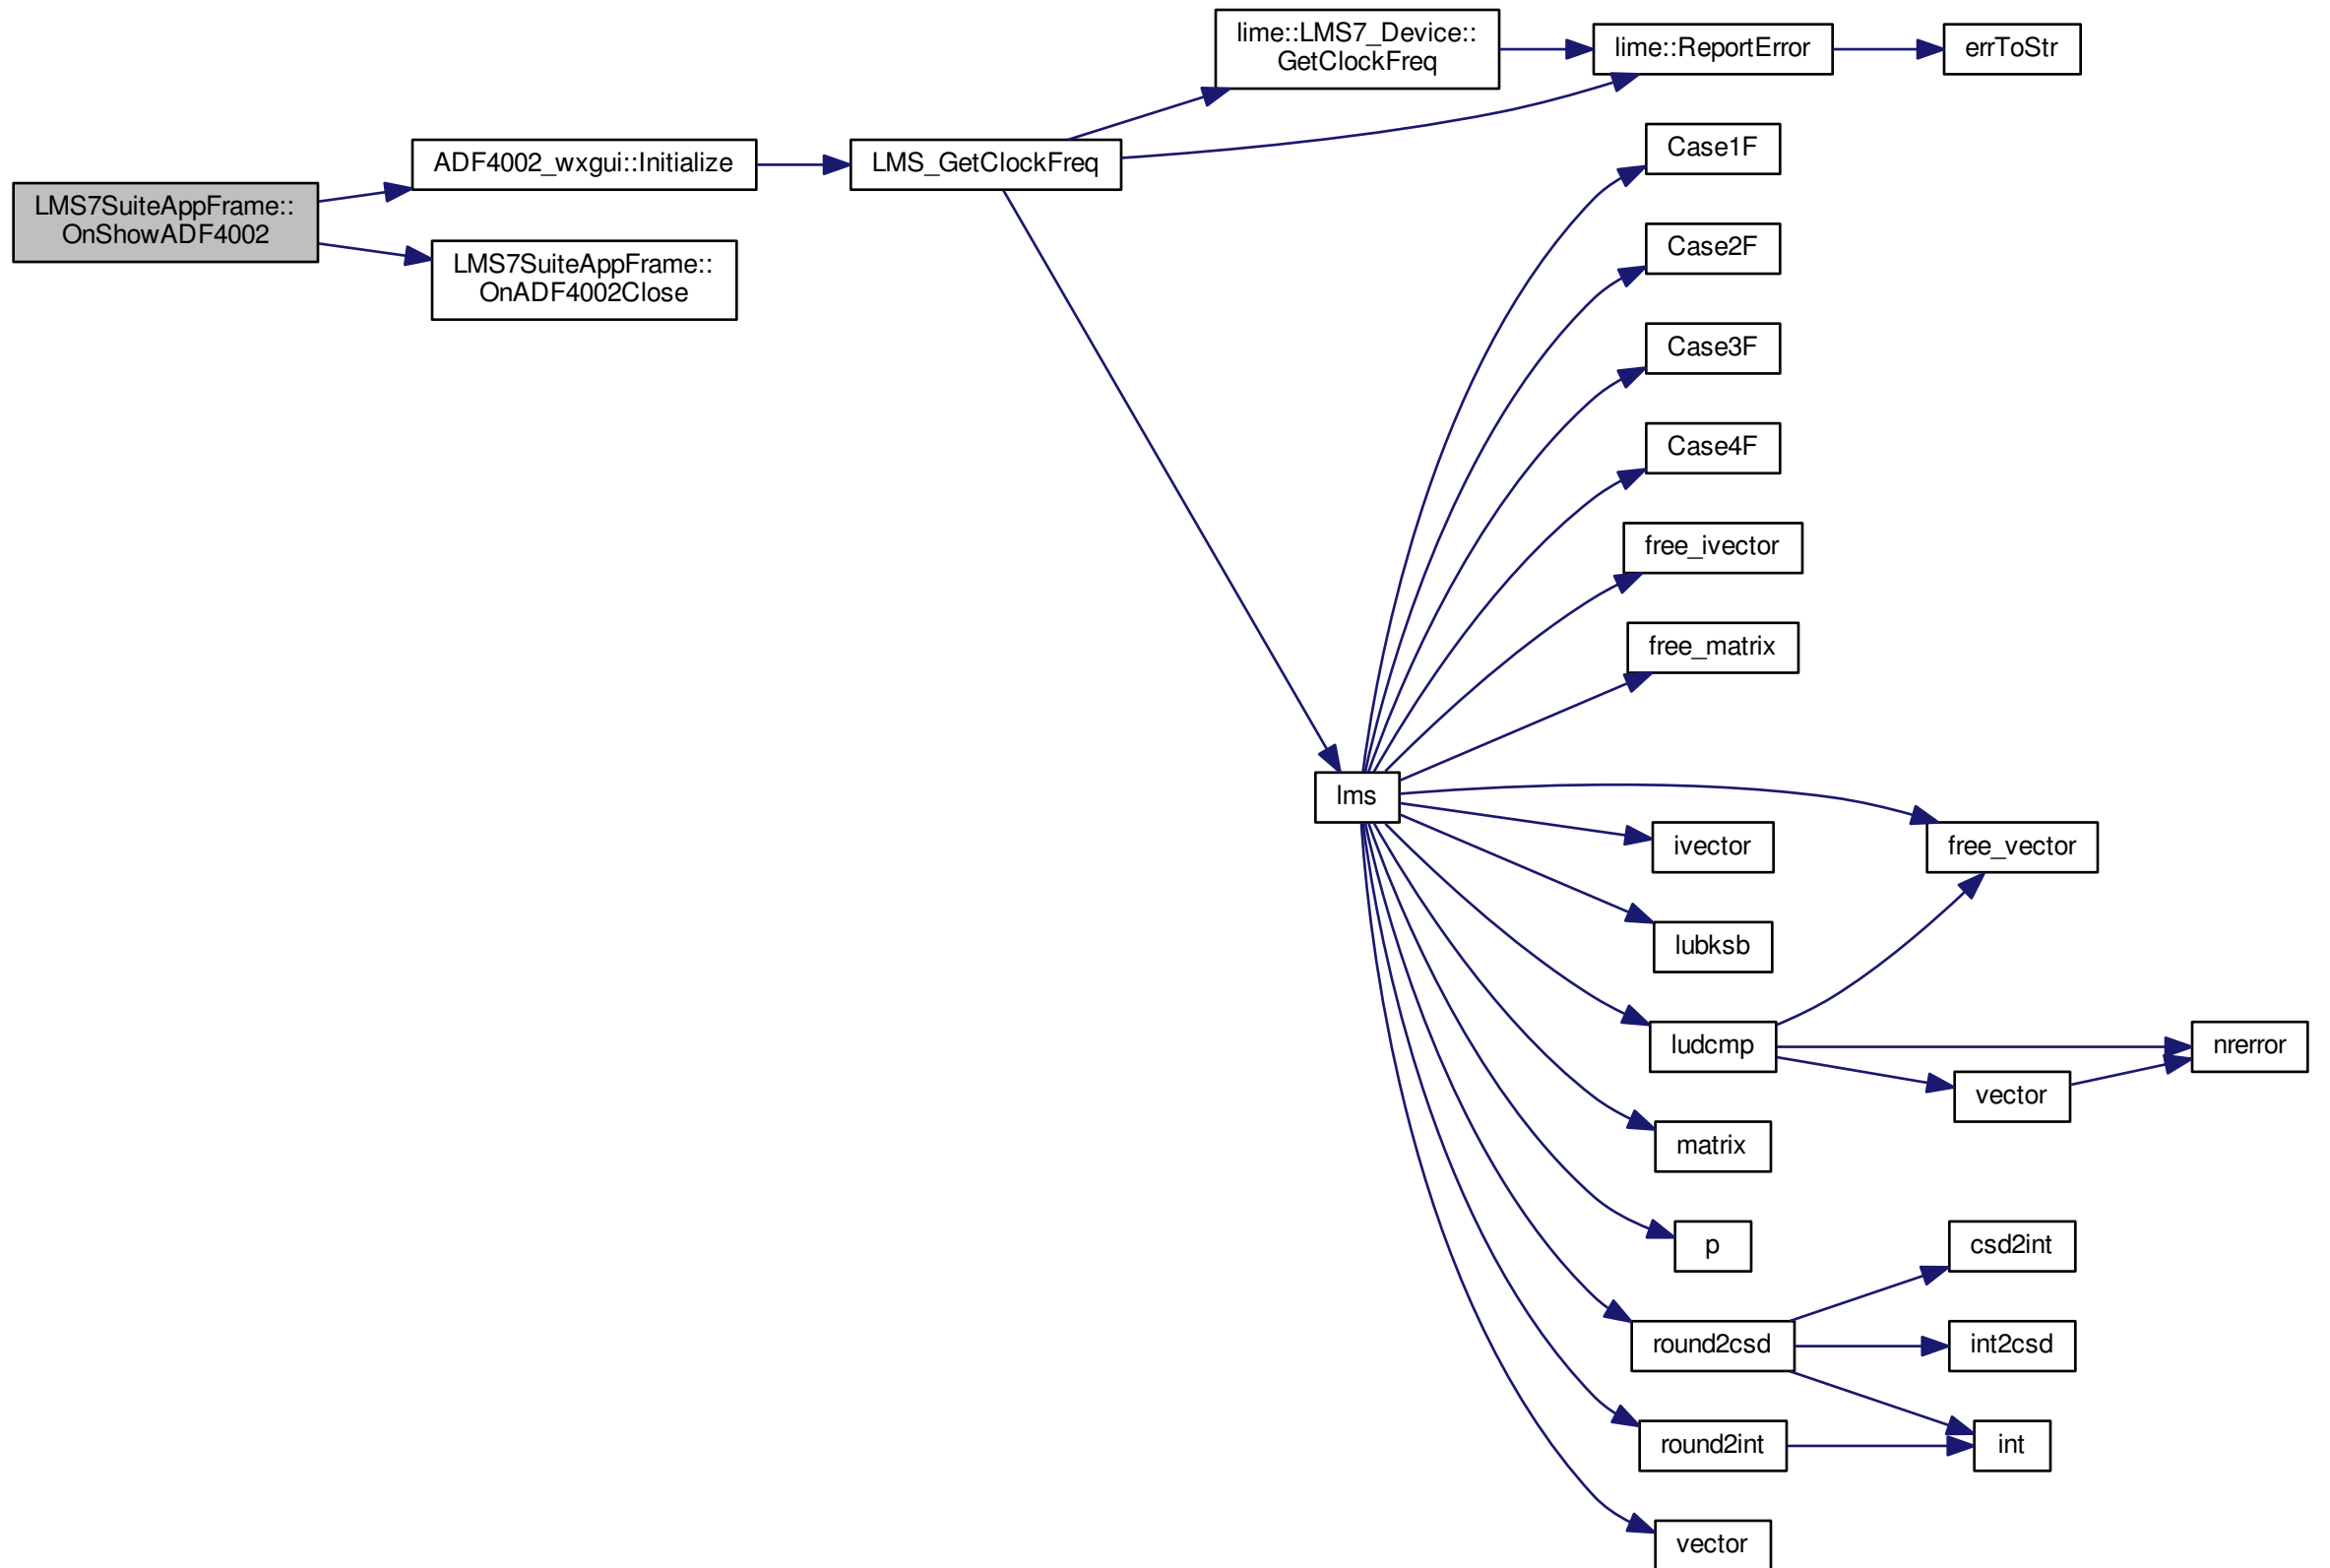 LMS7SuiteAppFrame::
OnShowADF4002
ADF4002_wxgui::Initialize
LMS7SuiteAppFrame::
OnADF4002Close
LMS_GetClockFreq
lime::LMS7_Device::
GetClockFreq
lime::ReportError
errToStr
lms
Case1F
Case2F
Case3F
Case4F
free_ivector
free_matrix
free_vector
ivector
lubksb
ludcmp
nrerror
vector
matrix
p
round2csd
csd2int
int2csd
int
round2int
vector